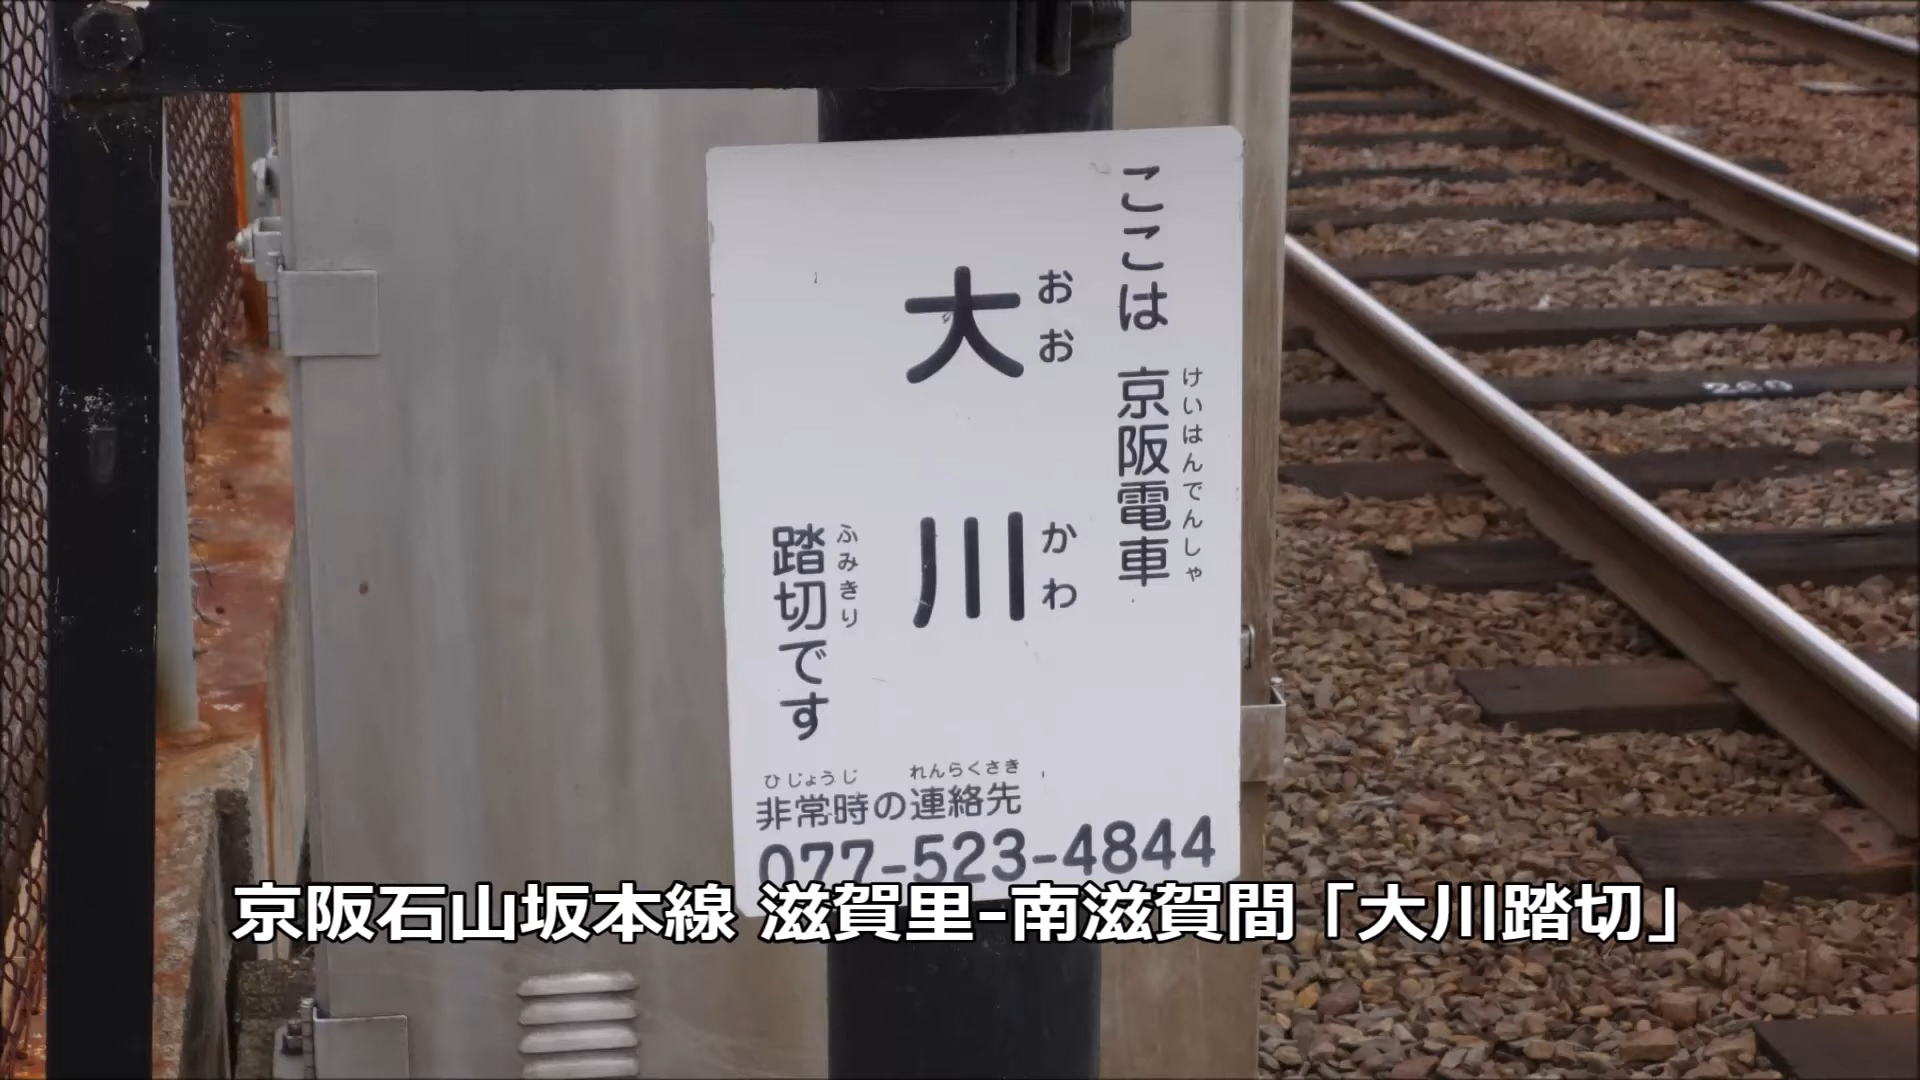 ここは 京阪電車
けいはんでんしゃ
大川
おおかわ
踏切です
ふみきり
ひじょうじ れんらくさき
非常時の連絡先
077-523-4844
京阪石山坂本線 滋賀里-南滋賀間「大川踏切」
260